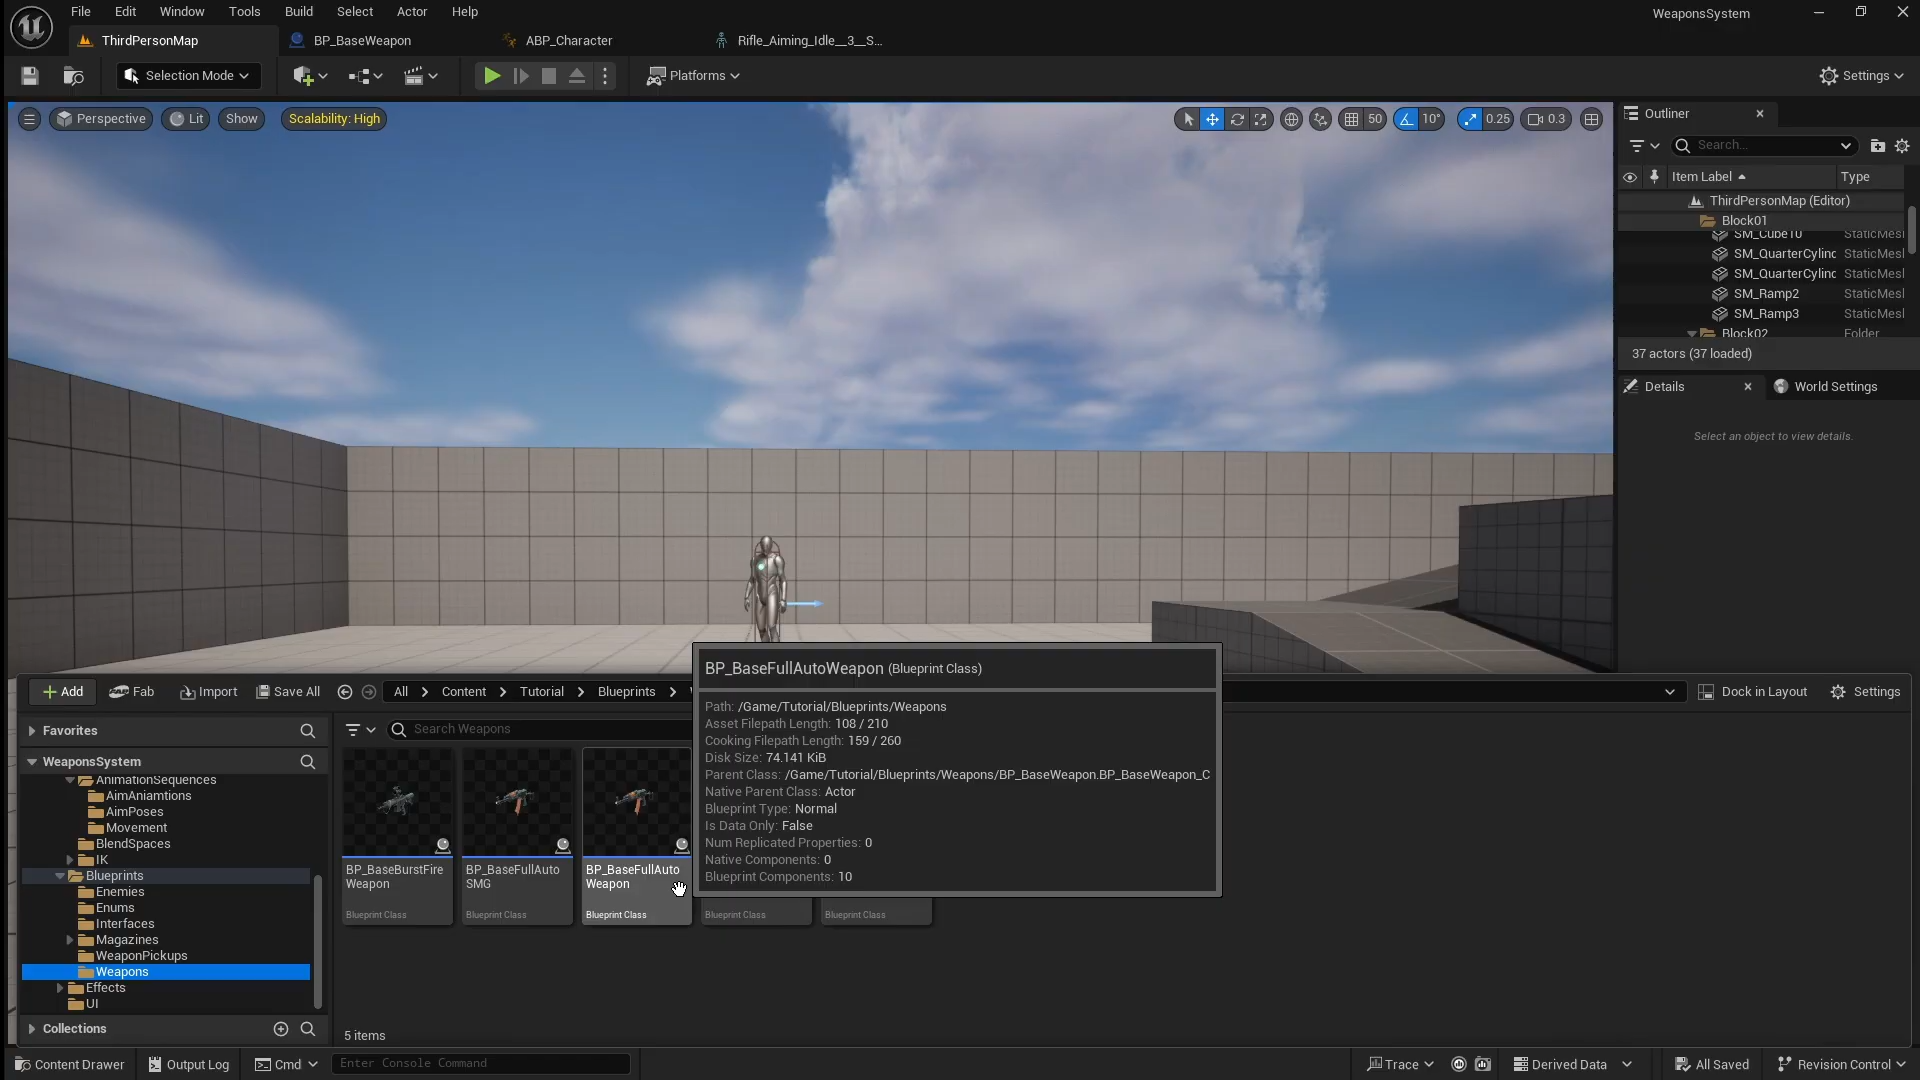 File Edit Window Tools Build Select Actor Help
WeaponsSystem
ThirdPersonMap
BP_BaseWeapon
ABP_Character
Rifle_Aiming_Idle__3__S...
Selection Mode
Platforms
Settings
Perspective
Lit
Show
Scalability: High
50
10°
0.25
0.3
Outliner
Search...
Item Label
Type
ThirdPersonMap (Editor)
Block01
SM_Cube10 StaticMesl
SM_QuarterCylinc StaticMesl
SM_QuarterCylinc StaticMesl
SM_Ramp2 StaticMesl
SM_Ramp3 StaticMesl
Block02 Folder
37 actors (37 loaded)
Details
World Settings
Select an object to view details.
BP_BaseFullAutoWeapon (Blueprint Class)
Path: /Game/Tutorial/Blueprints/Weapons
Asset Filepath Length: 108 / 210
Cooking Filepath Length: 159 / 260
Disk Size: 74.141 KiB
Parent Class: /Game/Tutorial/Blueprints/Weapons/BP_BaseWeapon.BP_BaseWeapon_C
Native Parent Class: Actor
Blueprint Type: Normal
Is Data Only: False
Num Replicated Properties: 0
Native Components: 0
Blueprint Components: 10
Add
Fab
Import
Save All
All
Content
Tutorial
Blueprints
Dock in Layout
Settings
Favorites
Search Weapons
WeaponsSystem
AnimationSequences
AimAniamtions
AimPoses
Movement
BlendSpaces
IK
Blueprints
Enemies
Enums
Interfaces
Magazines
WeaponPickups
Weapons
Effects
UI
Collections
BP_BaseBurstFire
Weapon
Blueprint Class
BP_BaseFullAuto
SMG
Blueprint Class
BP_BaseFullAuto
Weapon
Blueprint Class
Blueprint Class
Blueprint Class
5 items
Content Drawer
Output Log
Cmd
Enter Console Command
Trace
Derived Data
All Saved
Revision Control